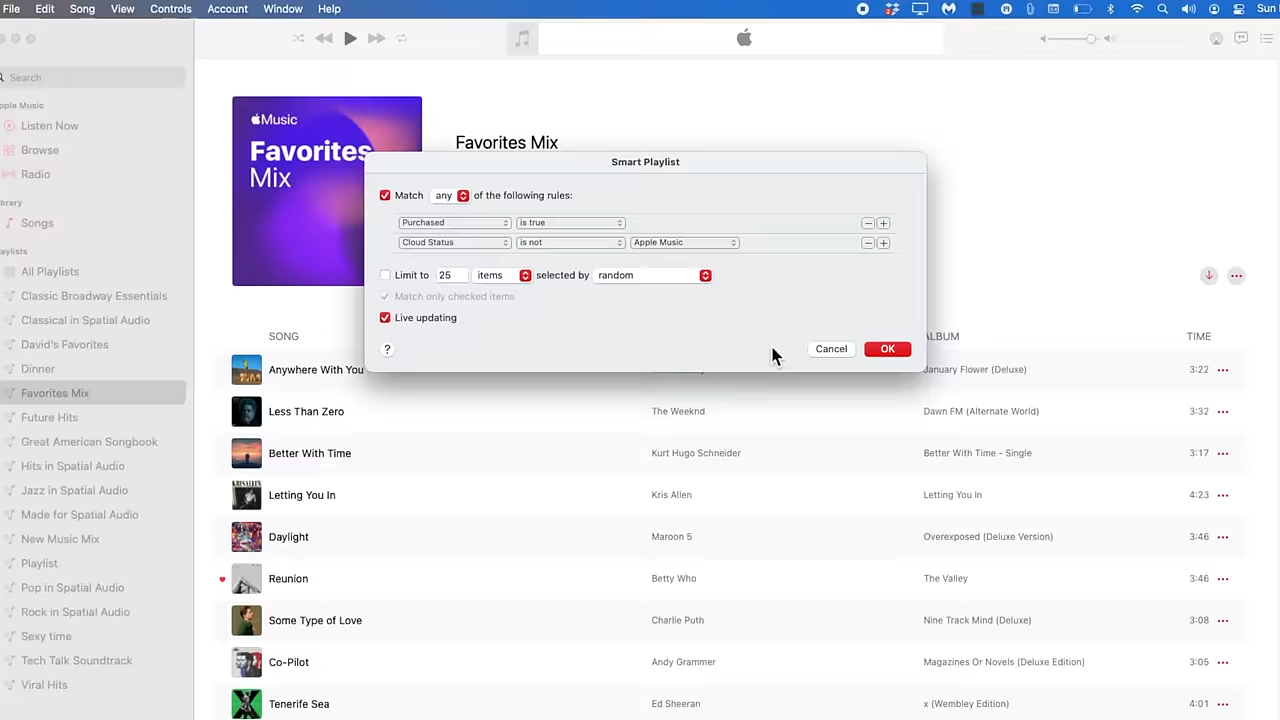 File Edit Song View Controls Account Window Help Sun
Search
pple Music
Listen Now
Browse
Radio
ibrary
Songs
aylists
All Playlists
Classic Broadway Essentials
Classical in Spatial Audio
David's Favorites
Dinner
Favorites Mix
Future Hits
Great American Songbook
Hits in Spatial Audio
Jazz in Spatial Audio
Made for Spatial Audio
New Music Mix
Playlist
Pop in Spatial Audio
Rock in Spatial Audio
Sexy time
Tech Talk Soundtrack
Viral Hits
Music
Favorites
Mix
Favorites Mix
Smart Playlist
Match any of the following rules:
Purchased is true
Cloud Status is not Apple Music
Limit to 25 items selected by random
Match only checked items
Live updating
? Cancel OK
SONG ALBUM TIME
Anywhere With You January Flower (Deluxe) 3:22
Less Than Zero The Weeknd Dawn FM (Alternate World) 3:32
Better With Time Kurt Hugo Schneider Better With Time - Single 3:17
KRIS ALLEN
Letting You In Kris Allen Letting You In 4:23
Daylight Maroon 5 Overexposed (Deluxe Version) 3:46
Reunion Betty Who The Valley 3:46
Some Type of Love Charlie Puth Nine Track Mind (Deluxe) 3:08
Co-Pilot Andy Grammer Magazines Or Novels (Deluxe Edition) 3:05
Tenerife Sea Ed Sheeran x (Wembley Edition) 4:01